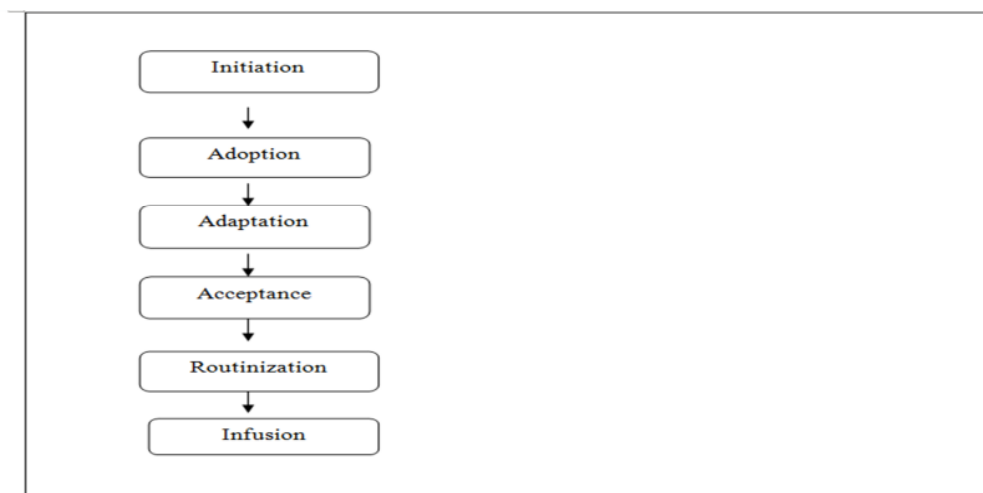 Initiation
Adoption
Adaptation
Acceptance
Routinization
Infusion